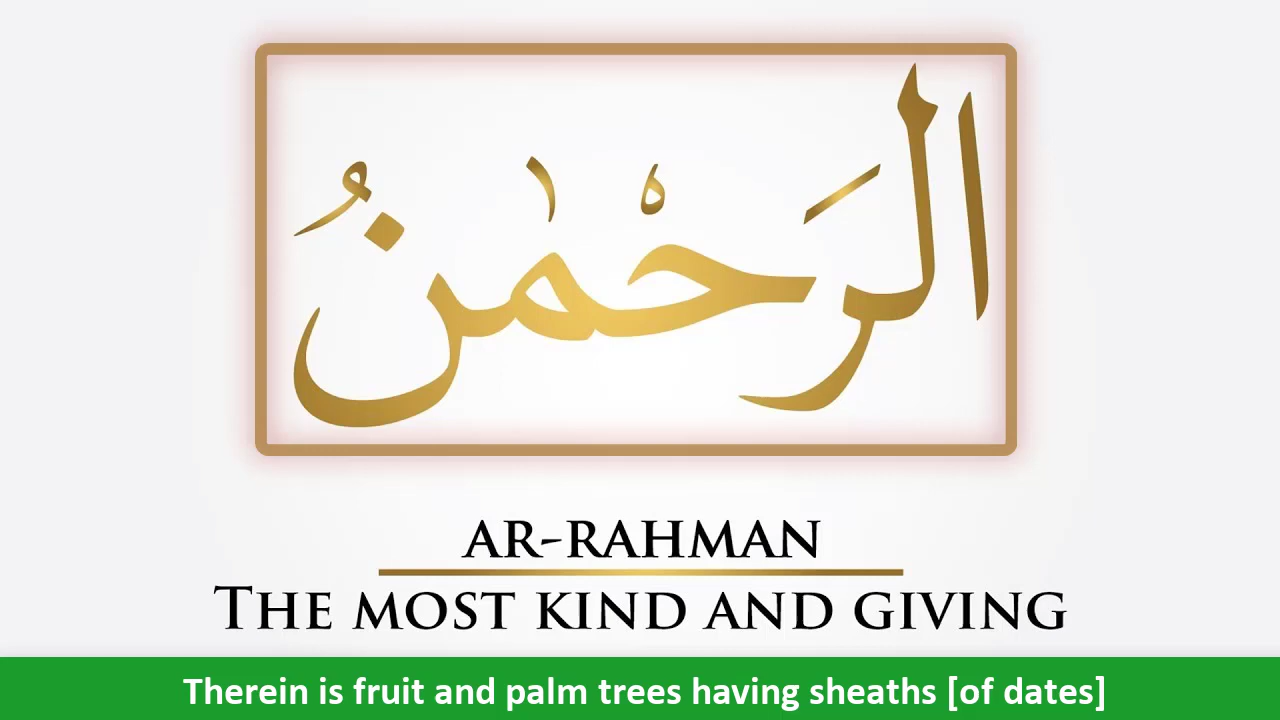 الرَحْمٰنُ
AR-RAHMAN
THE MOST KIND AND GIVING
Therein is fruit and palm trees having sheaths [of dates]